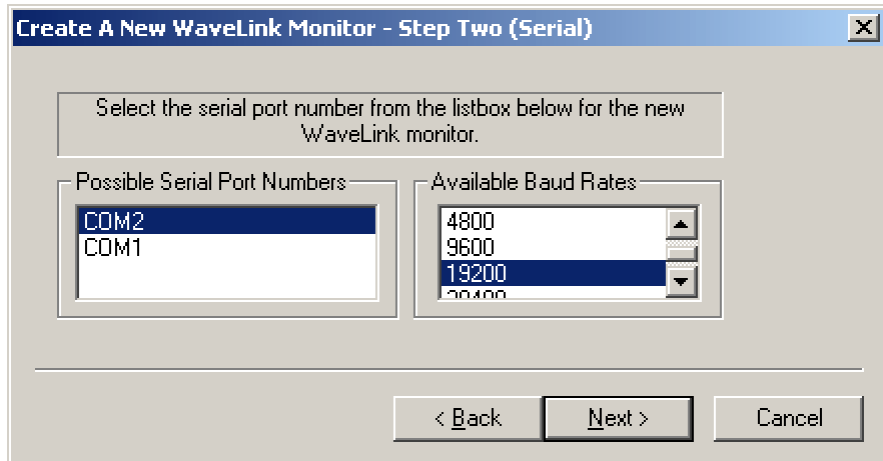 Create A New WaveLink Monitor - Step Two (Serial)
Select the serial port number from the listbox below for the new
WaveLink monitor.
Possible Serial Port Numbers
COM2
COM1
Available Baud Rates
4800
9600
19200
< Back
Next >
Cancel